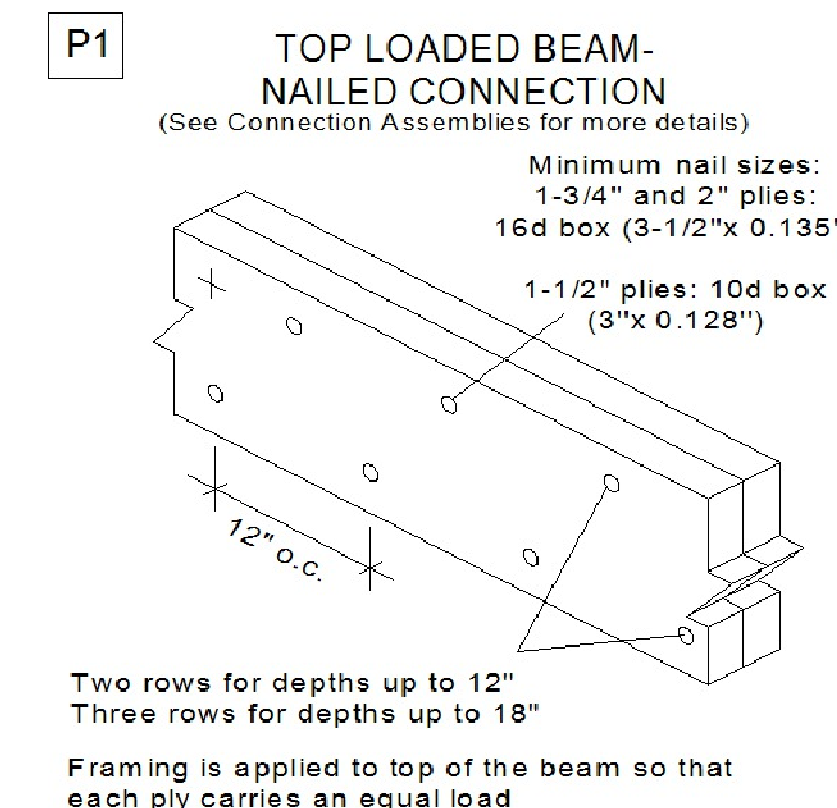 P1
TOP LOADED BEAM-
NAILED CONNECTION
(See Connection Assemblies for more details)
Minimum nail sizes:
1-3/4" and 2" plies:
16d box (3-1/2"x 0.135"
1-1/2" plies: 10d box
(3"x 0.128")
12" o.c.
Two rows for depths up to 12"
Three rows for depths up to 18"
Framing is applied to top of the beam so that
each ply carries an equal load